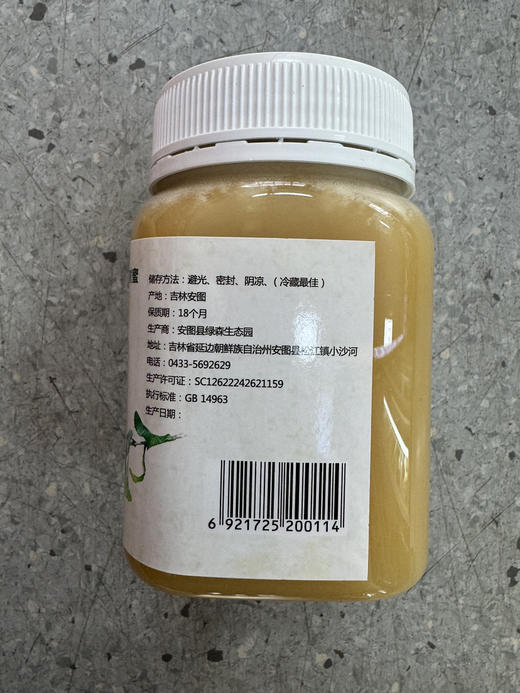 蜜
储存方法：避光、密封、阴凉、（冷藏最佳）
产地：吉林安图
保质期：18个月
生产商：安图县绿森生态园
地址：吉林省延边朝鲜族自治州安图县松江镇小沙河
电话：0433-5692629
生产许可证：SC12622242621159
执行标准：GB 14963
生产日期：
6 921725 200114